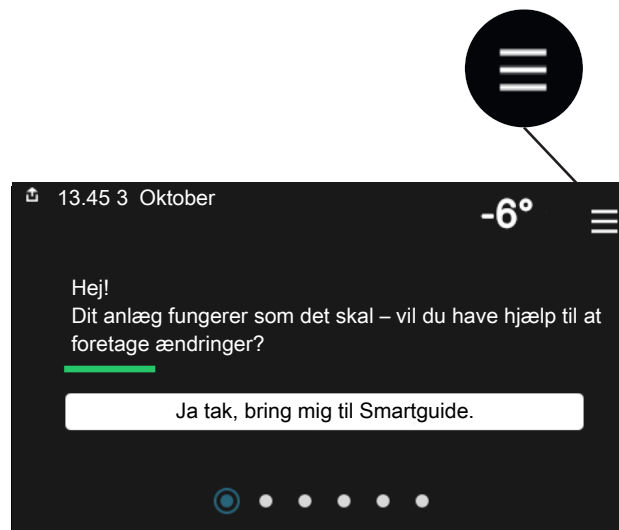 13.45 3 Oktober
-6°
Hej!
Dit anlæg fungerer som det skal – vil du have hjælp til at
foretage ændringer?
Ja tak, bring mig til Smartguide.